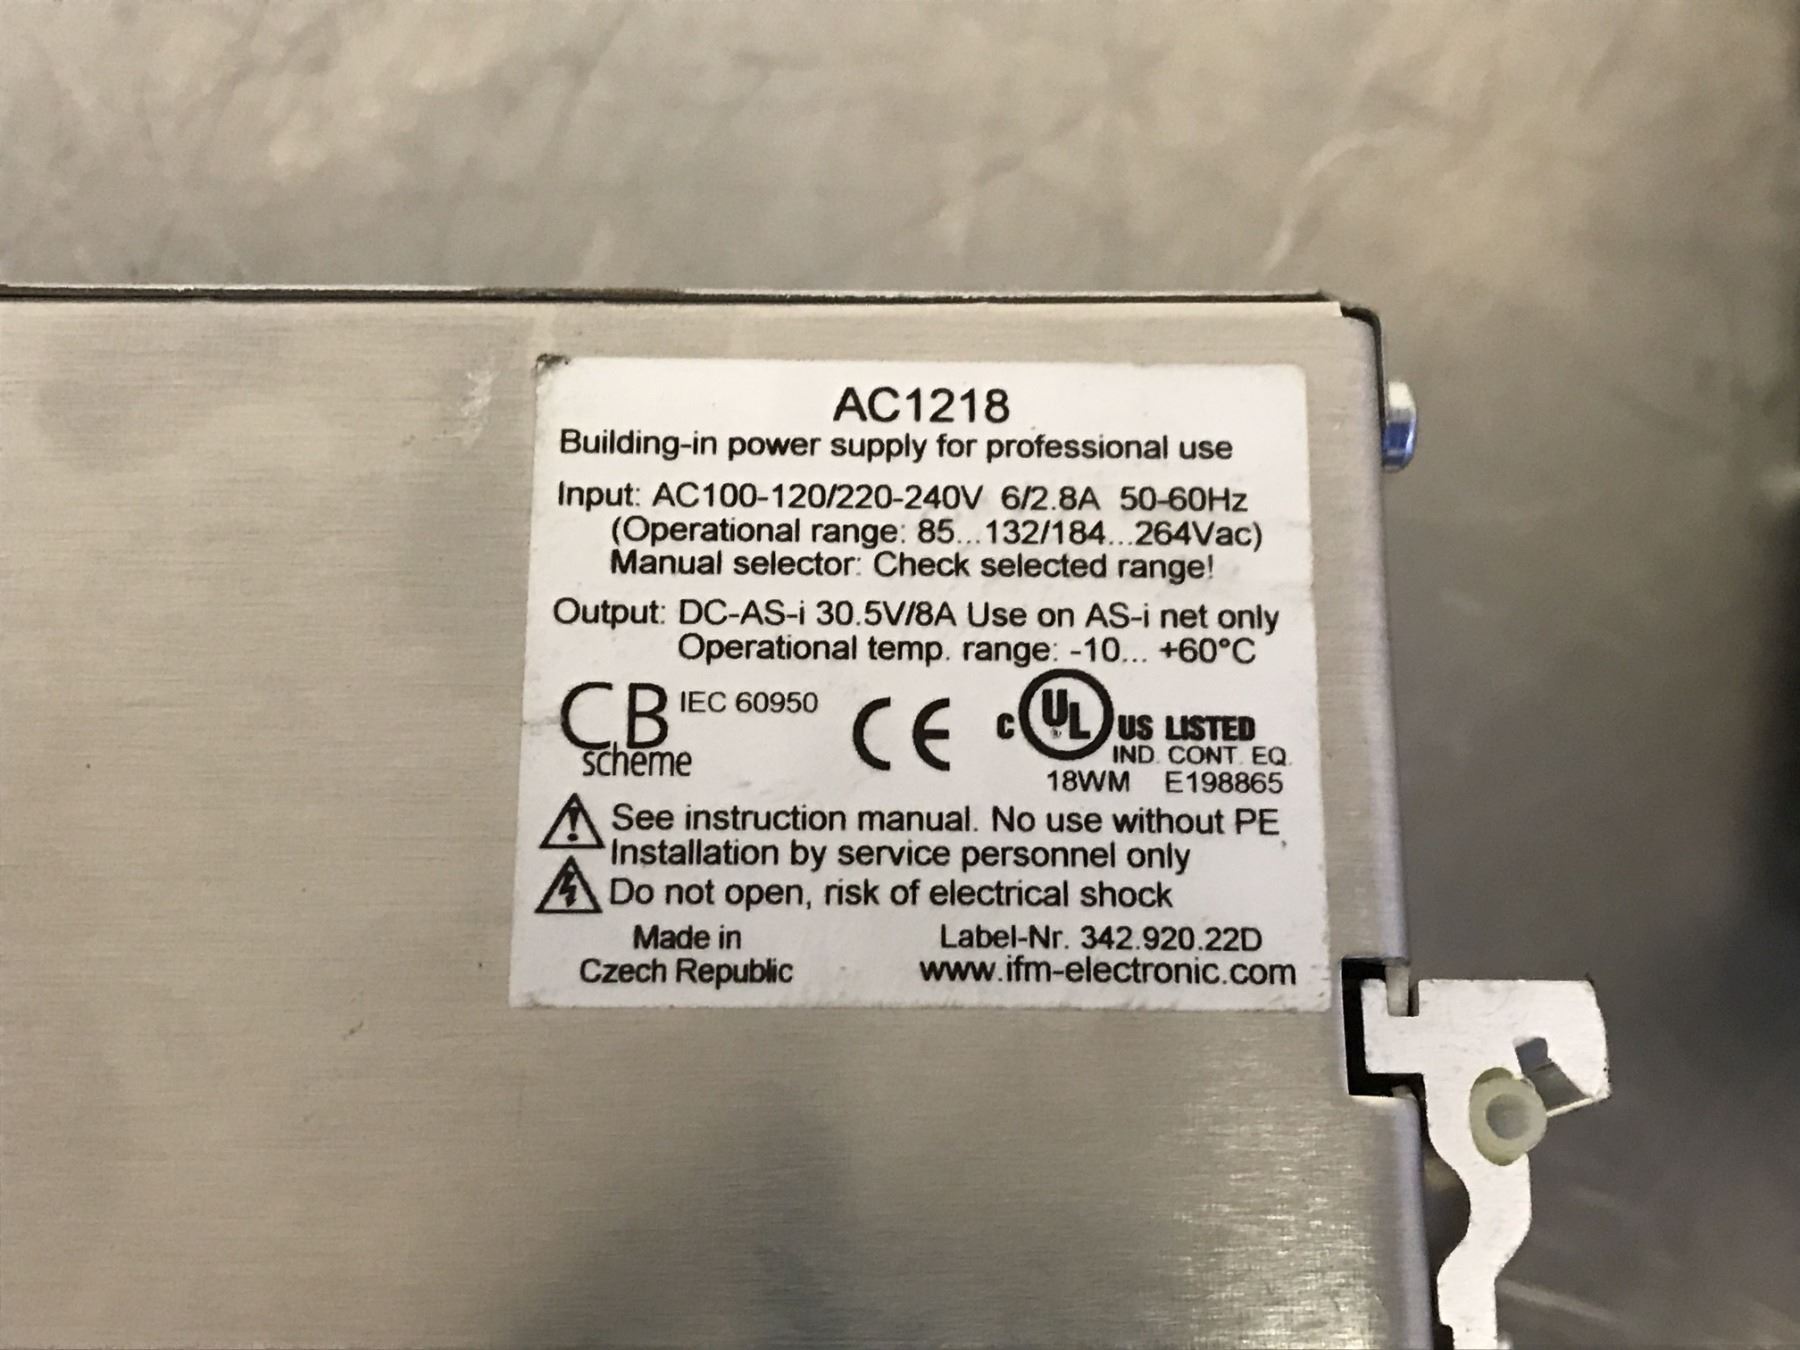 AC1218
Building-in power supply for professional use
Input: AC100-120/220-240V 6/2.8A 50-60Hz
(Operational range: 85...132/184...264Vac)
Manual selector: Check selected range!
Output: DC-AS-i 30.5V/8A Use on AS-i net only
Operational temp. range: -10... +60°C
CB scheme IEC 60950
CE
C UL US LISTED
IND. CONT. EQ.
18WM E198865
See instruction manual. No use without PE
Installation by service personnel only
Do not open, risk of electrical shock
Made in
Czech Republic
Label-Nr. 342.920.22D
www.ifm-electronic.com